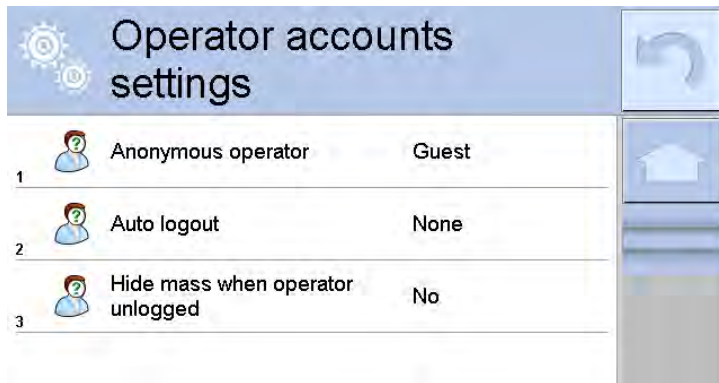 Operator accounts
settings
Anonymous operator Guest
1
Auto logout None
2
Hide mass when operator
unlogged No
3